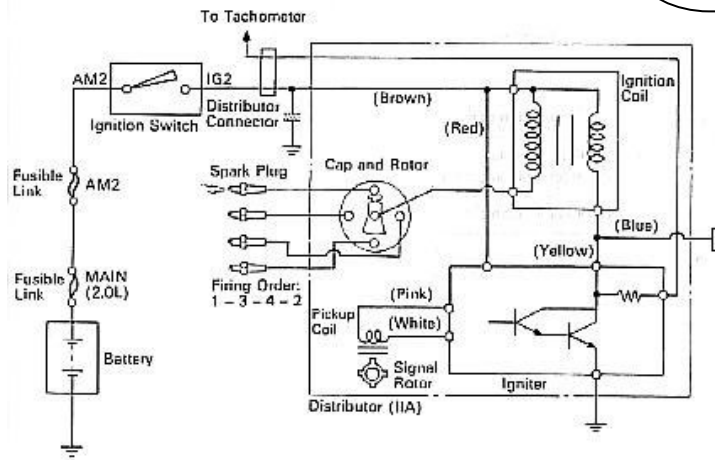 To Tachometer
AM2
IG2
Ignition Switch
Distributor
Connector
(Brown)
(Red)
Ignition
Coil
Fusible
Link
AM2
Spark Plug
Cap and Rotor
(Blue)
(Yellow)
Fusible
Link
MAIN
(2.0L)
Firing Order:
1-3-4-2
(Pink)
Pickup
Coil
(White)
Battery
Signal
Rotor
Igniter
Distributor (IIA)